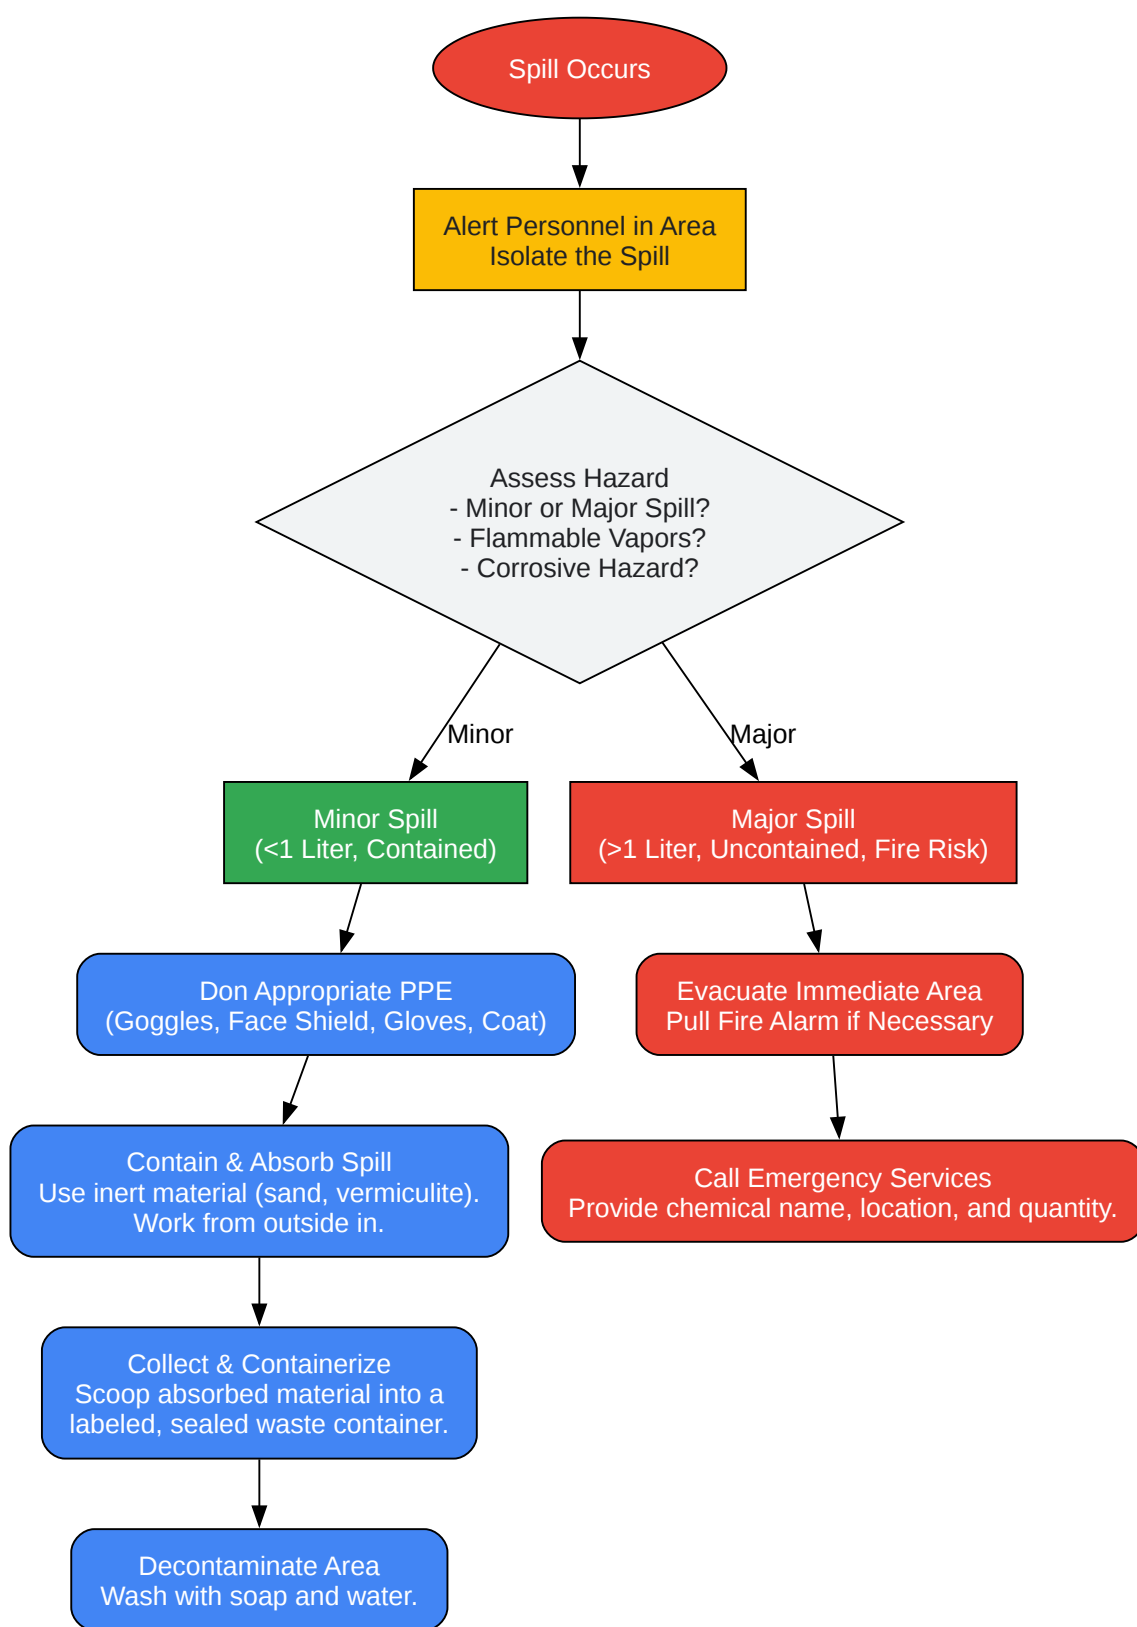 Spill Occurs
Alert Personnel in Area
Isolate the Spill
Assess Hazard
- Minor or Major Spill?
- Flammable Vapors?
- Corrosive Hazard?
Minor
Major
Minor Spill
(<1 Liter, Contained)
Major Spill
(>1 Liter, Uncontained, Fire Risk)
Don Appropriate PPE
(Goggles, Face Shield, Gloves, Coat)
Evacuate Immediate Area
Pull Fire Alarm if Necessary
Contain & Absorb Spill
Use inert material (sand, vermiculite).
Work from outside in.
Call Emergency Services
Provide chemical name, location, and quantity.
Collect & Containerize
Scoop absorbed material into a
labeled, sealed waste container.
Decontaminate Area
Wash with soap and water.